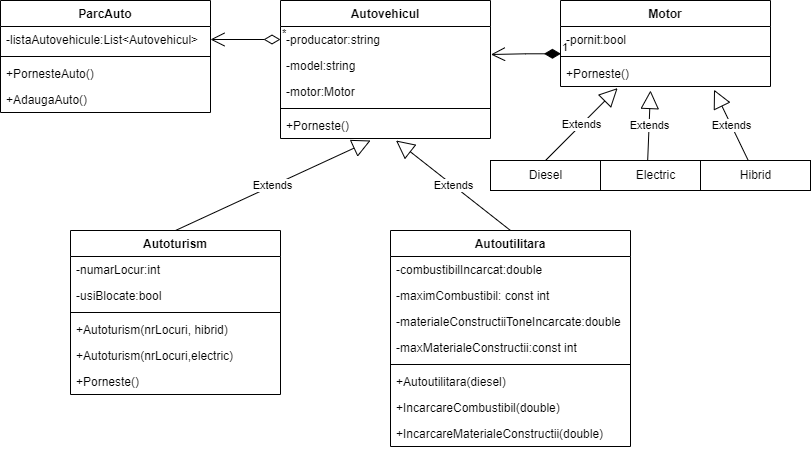 ParcAuto
-listaAutovehicule:List<Autovehicul>
+PornesteAuto()
+AdaugaAuto()
Autovehicul
*
-producator:string
-model:string
-motor:Motor
+Porneste()
Motor
-pornit:bool
1
+Porneste()
Extends
Extends
Extends
Diesel
Electric
Hibrid
Extends
Extends
Autoturism
-numarLocur:int
-usiBlocate:bool
+Autoturism(nrLocuri, hibrid)
+Autoturism(nrLocuri,electric)
+Porneste()
Autoutilitara
-combustibilIncarcat:double
-maximCombustibil: const int
-materialeConstructiiToneIncarcate:double
-maxMaterialeConstructii:const int
+Autoutilitara(diesel)
+IncarcareCombustibil(double)
+IncarcareMaterialeConstructii(double)